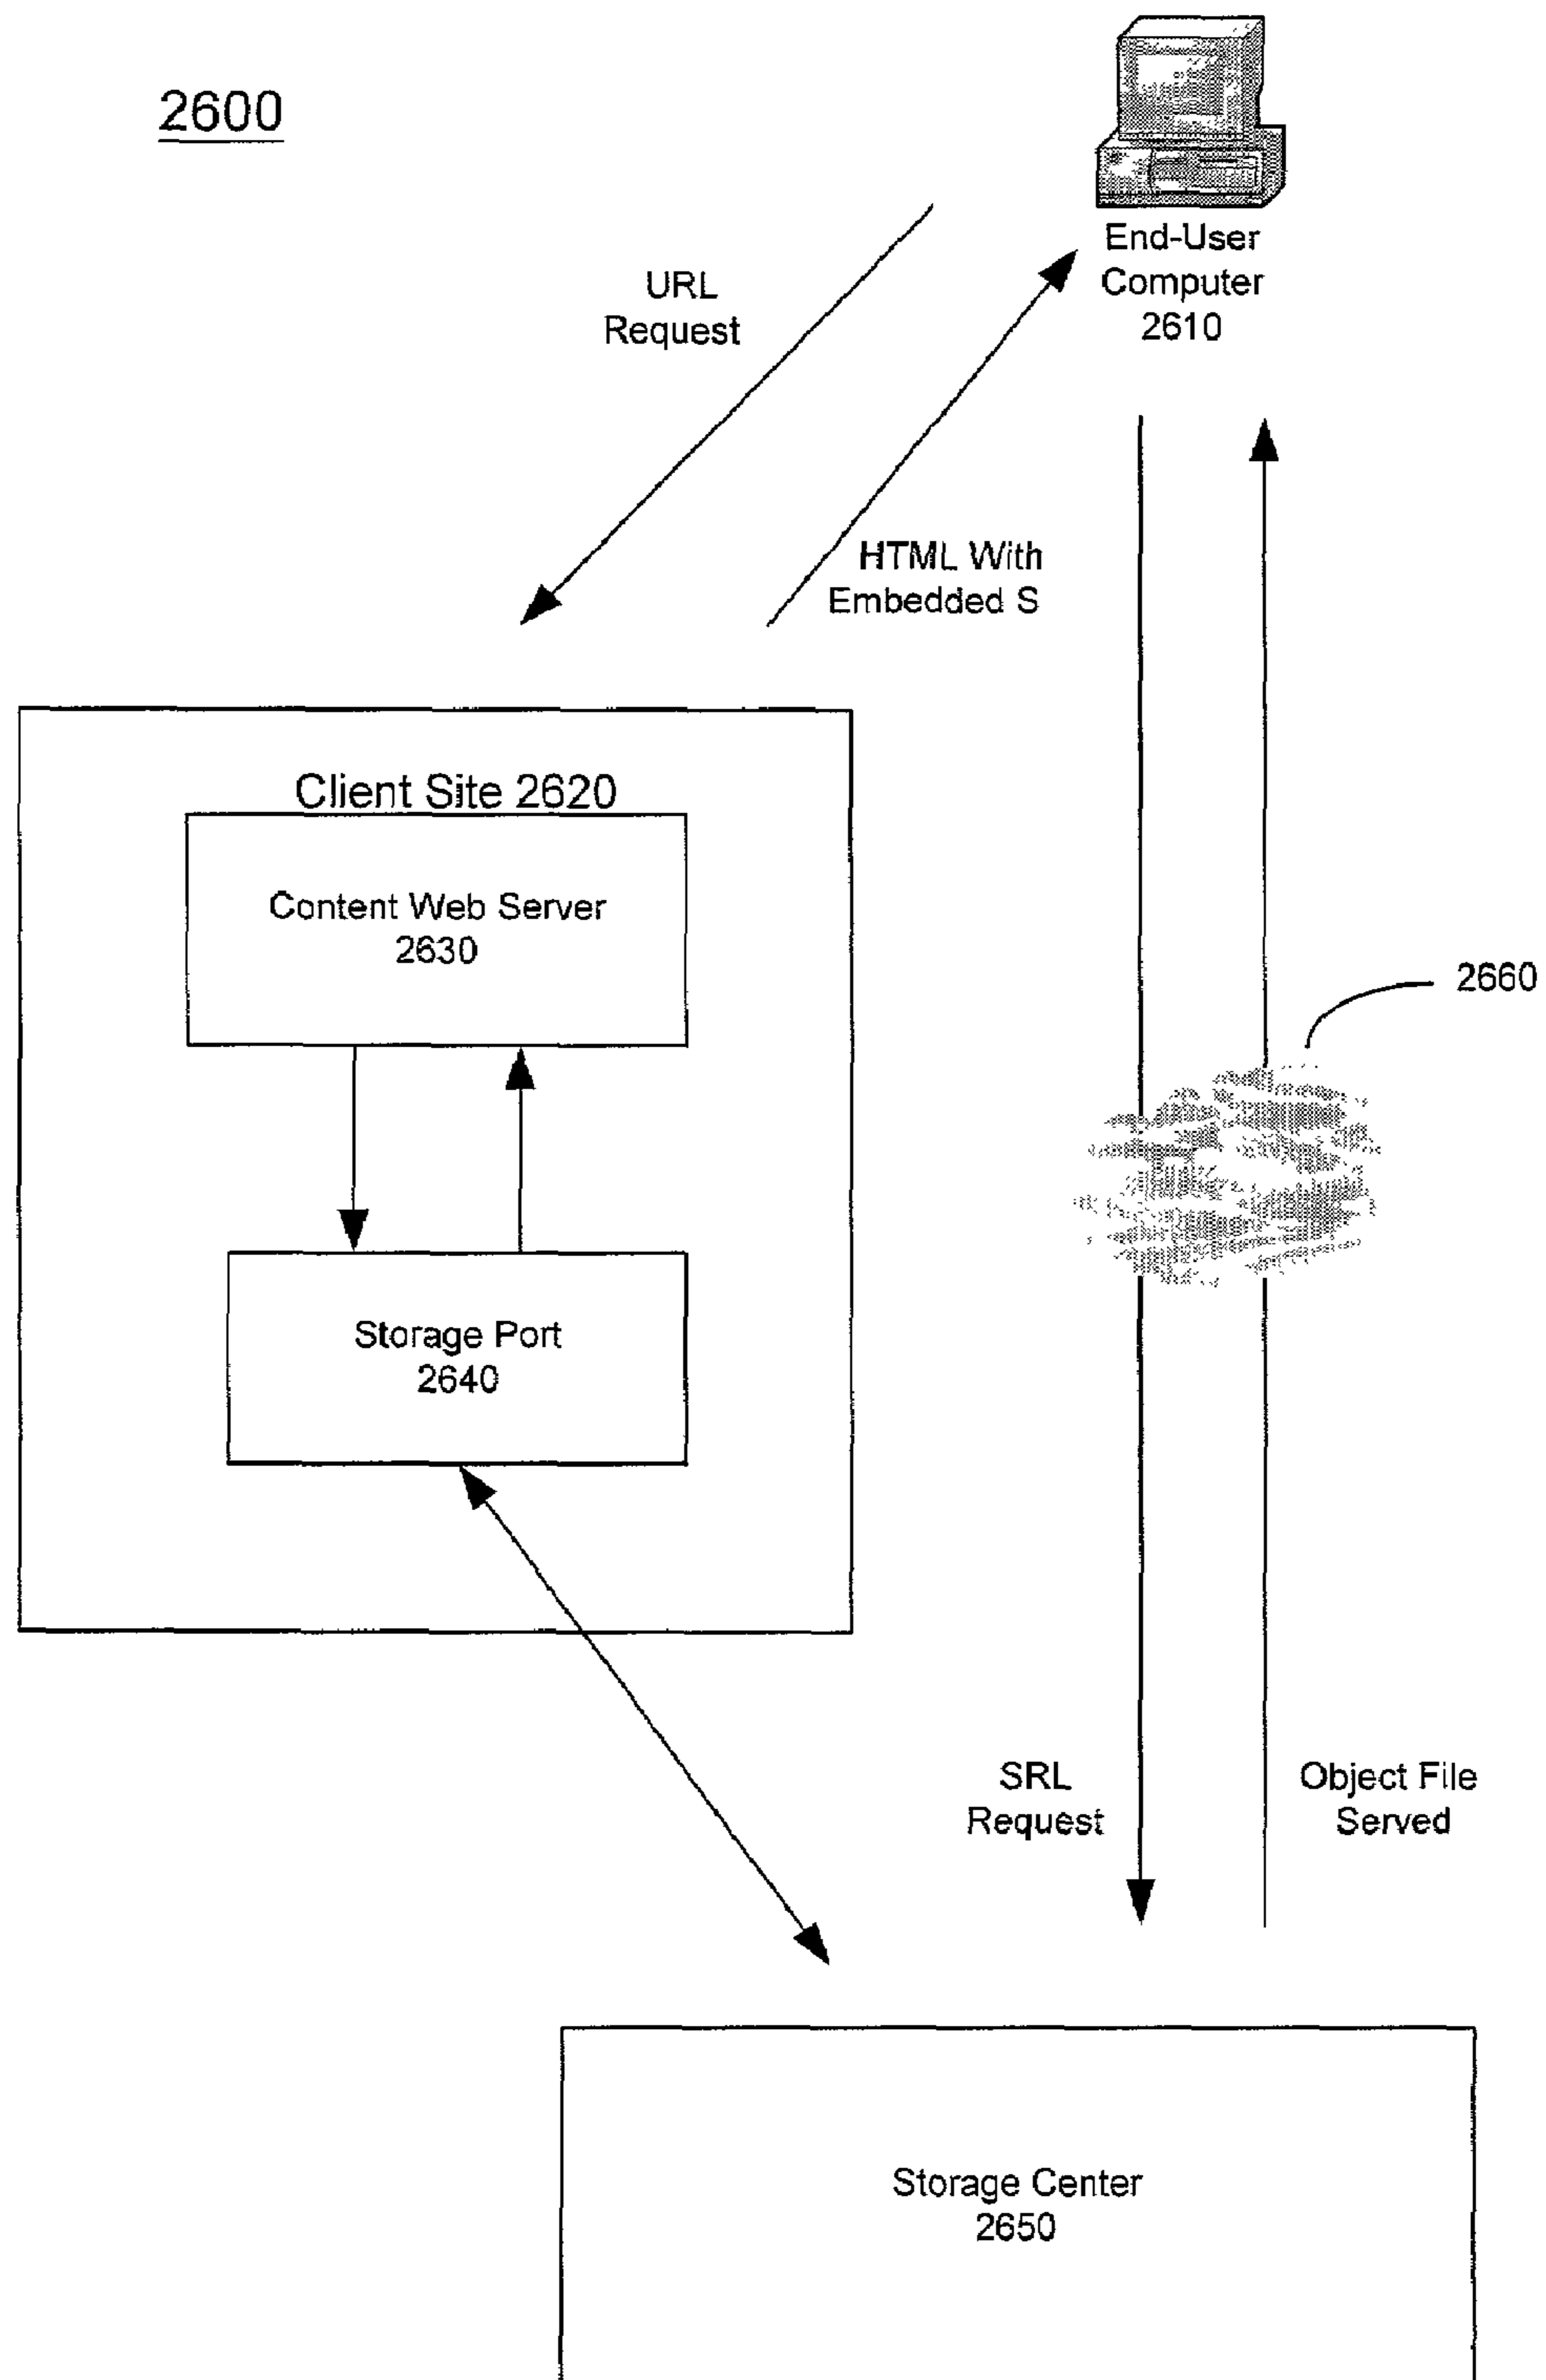 2600
End-User
Computer
2610
URL
Request
HTML With
Embedded S
Client Site 2620
Content Web Server
2630
2660
Storage Port
2640
SRL
Request
Object File
Served
Storage Center
2650